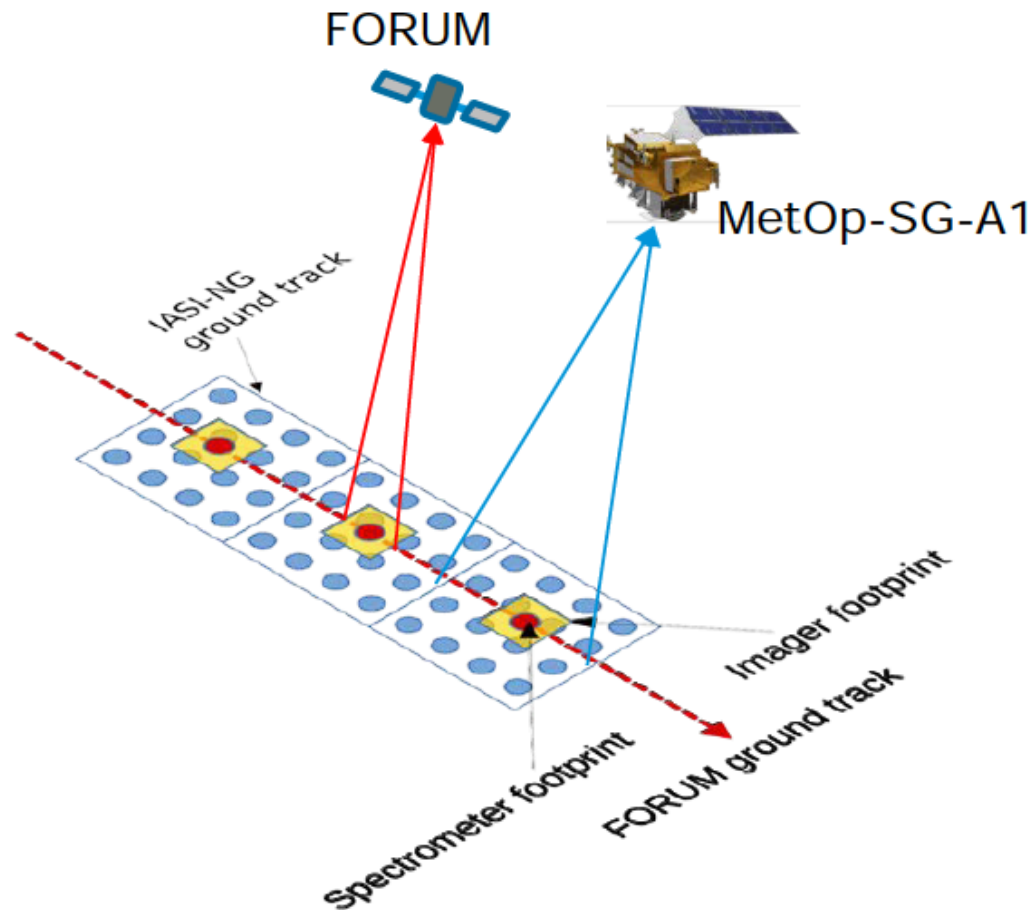 FORUM
MetOp-SG-A1
IASI-NG
ground track
Imager footprint
Spectrometer footprint
FORUM ground track